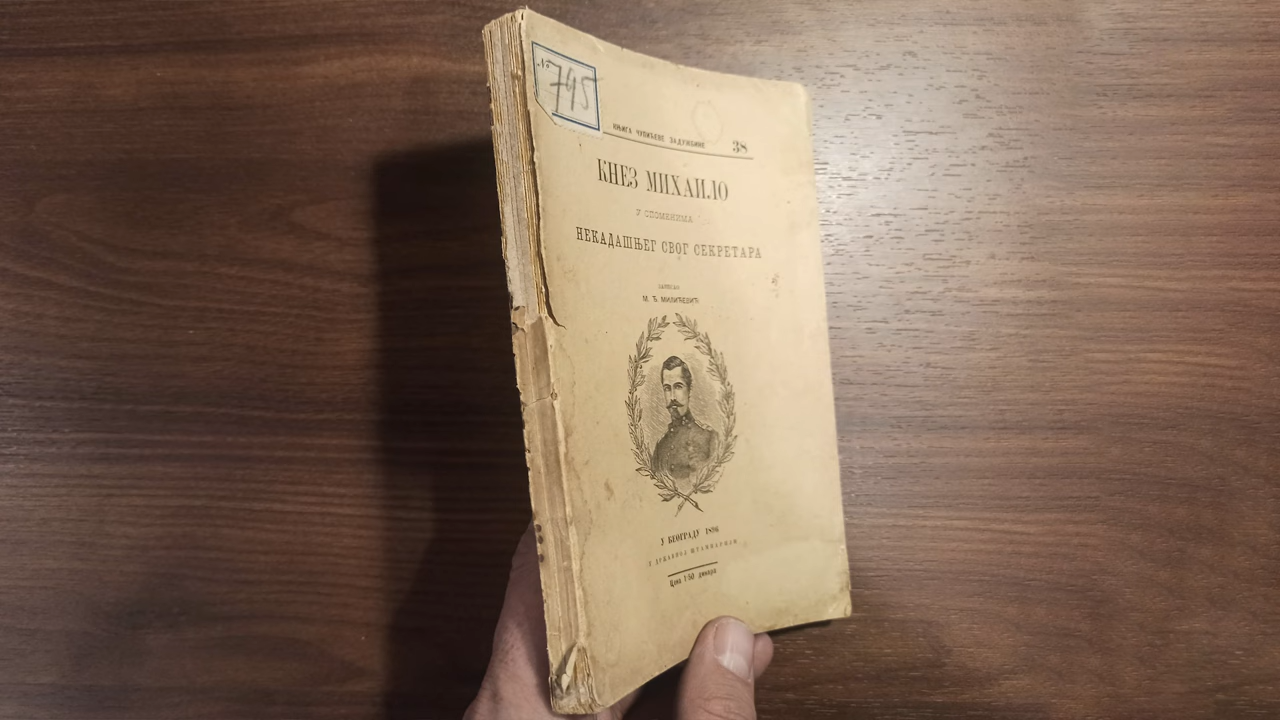 № 745
КЊИГА ЧУПИЋЕВЕ ЗАДУЖБИНЕ 38
КНЕЗ МИХАИЛО
У СПОМЕНИМА
НЕКАДАШЊЕГ СВОГ СЕКРЕТАРА
НАПИСАО
М. Ђ. МИЛИЋЕВИЋ
У БЕОГРАДУ 1896
У ДРЖАВНОЈ ШТАМПАРИЈИ
Цена 1·50 динара